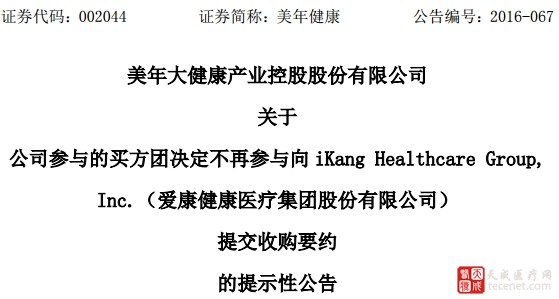 证券代码：002044 证券简称：美年健康 公告编号：2016-067
美年大健康产业控股股份有限公司
关于
公司参与的买方团决定不再参与向 iKang Healthcare Group,
Inc.（爱康健康医疗集团股份有限公司）
提交收购要约
的提示性公告
天成医疗网
tecenet.com